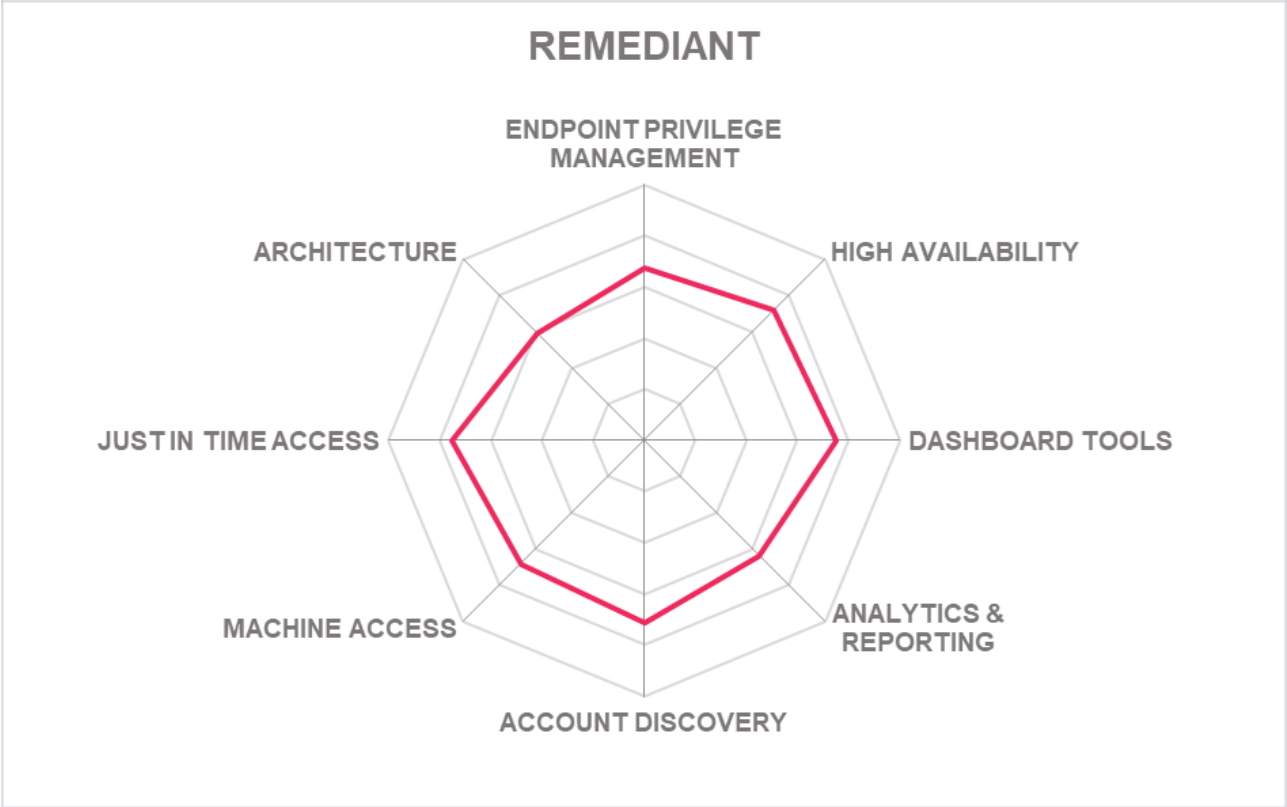 REMEDIANT
ENDPOINT PRIVILEGE
MANAGEMENT
HIGH AVAILABILITY
DASHBOARD TOOLS
ANALYTICS &
REPORTING
ACCOUNT DISCOVERY
MACHINE ACCESS
JUST IN TIME ACCESS
ARCHITECTURE